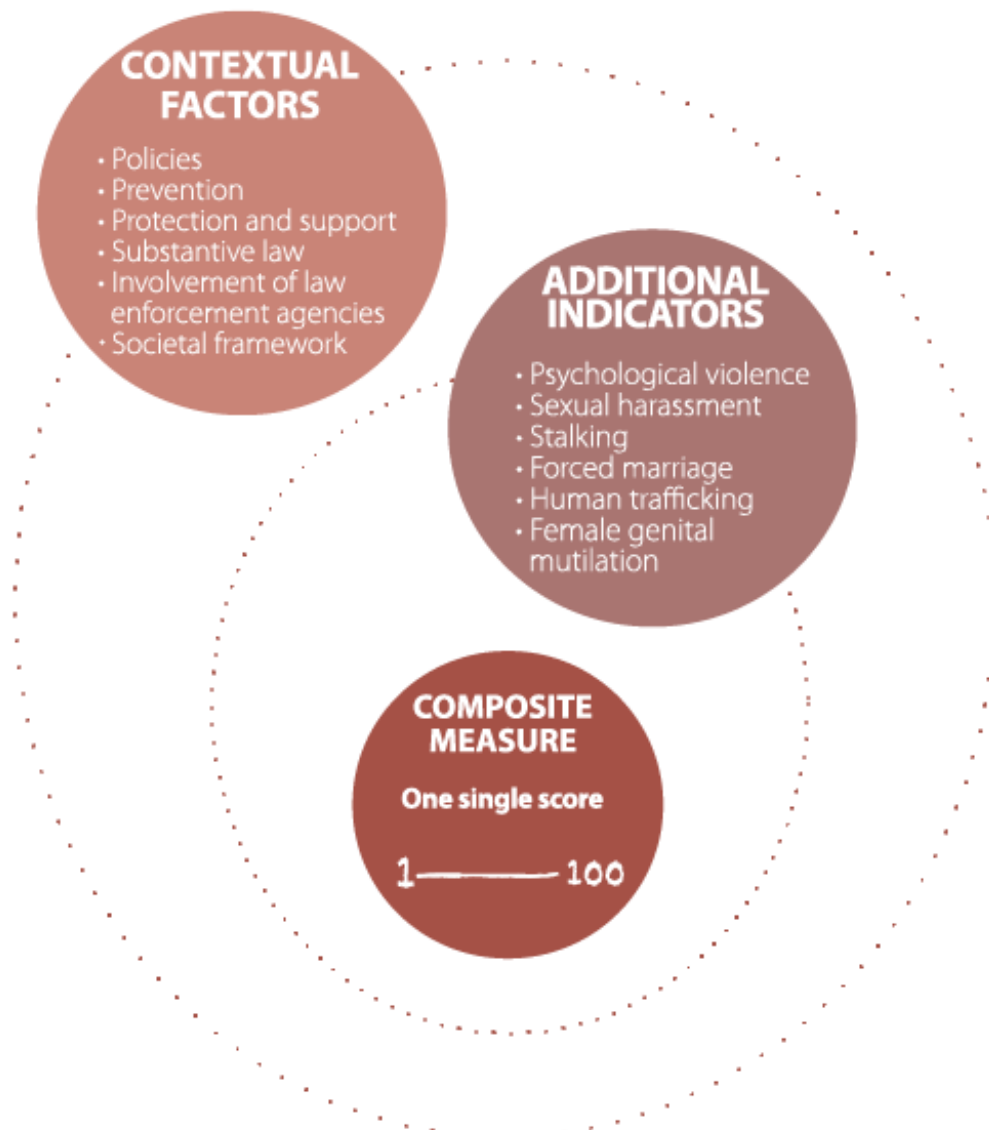 CONTEXTUAL
FACTORS
• Policies
• Prevention
• Protection and support
• Substantive law
• Involvement of law
enforcement agencies
• Societal framework
ADDITIONAL
INDICATORS
• Psychological violence
• Sexual harassment
• Stalking
• Forced marriage
• Human trafficking
• Female genital
mutilation
COMPOSITE
MEASURE
One single score
1 100